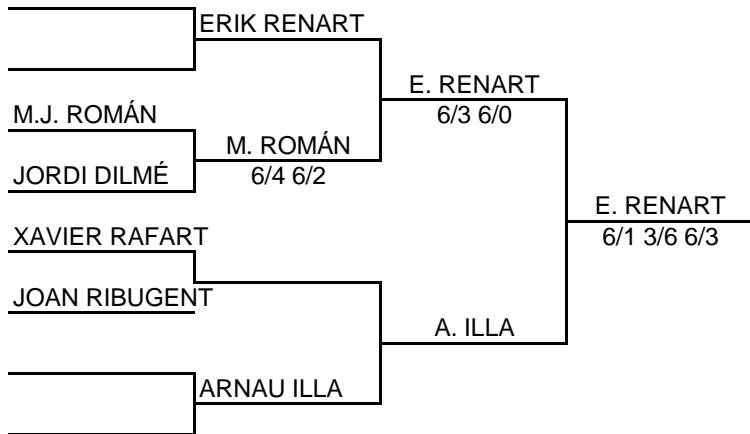 ERIK RENART
E. RENART
6/3 6/0
M.J. ROMÁN
M. ROMÁN
6/4 6/2
JORDI DILMÉ
E. RENART
6/1 3/6 6/3
XAVIER RAFART
JOAN RIBUGENT
A. ILLA
ARNAU ILLA